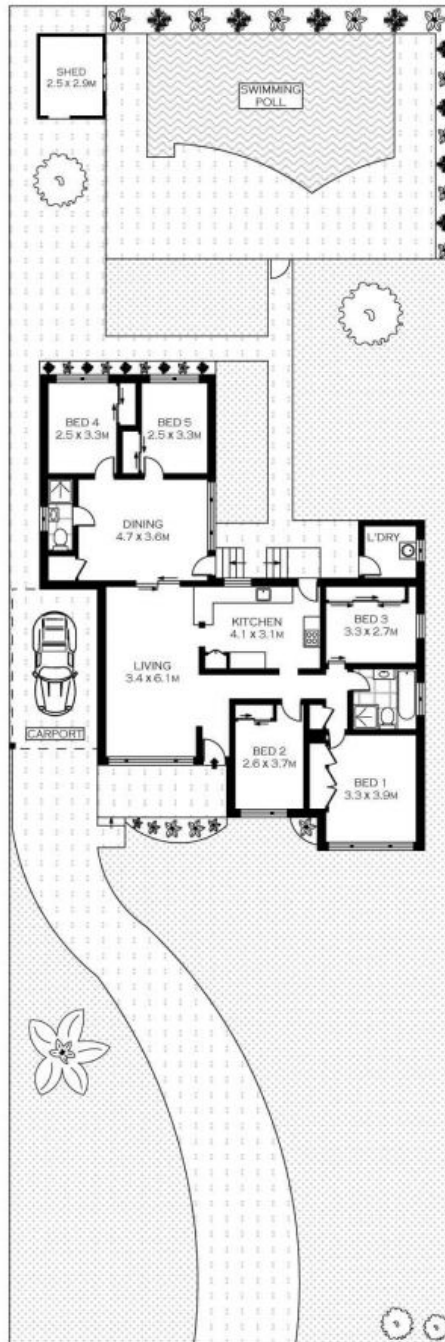 SHED
2.5 X 2.9M
SWIMMING
POLL
BED 4
2.5 X 3.3M
BED 5
2.5 X 3.3M
DINING
4.7 X 3.6M
L'DRY
KITCHEN
4.1 X 3.1M
BED 3
3.3 X 2.7M
LIVING
3.4 X 6.1M
CARPORT
BED 2
2.6 X 3.7M
BED 1
3.3 X 3.9M